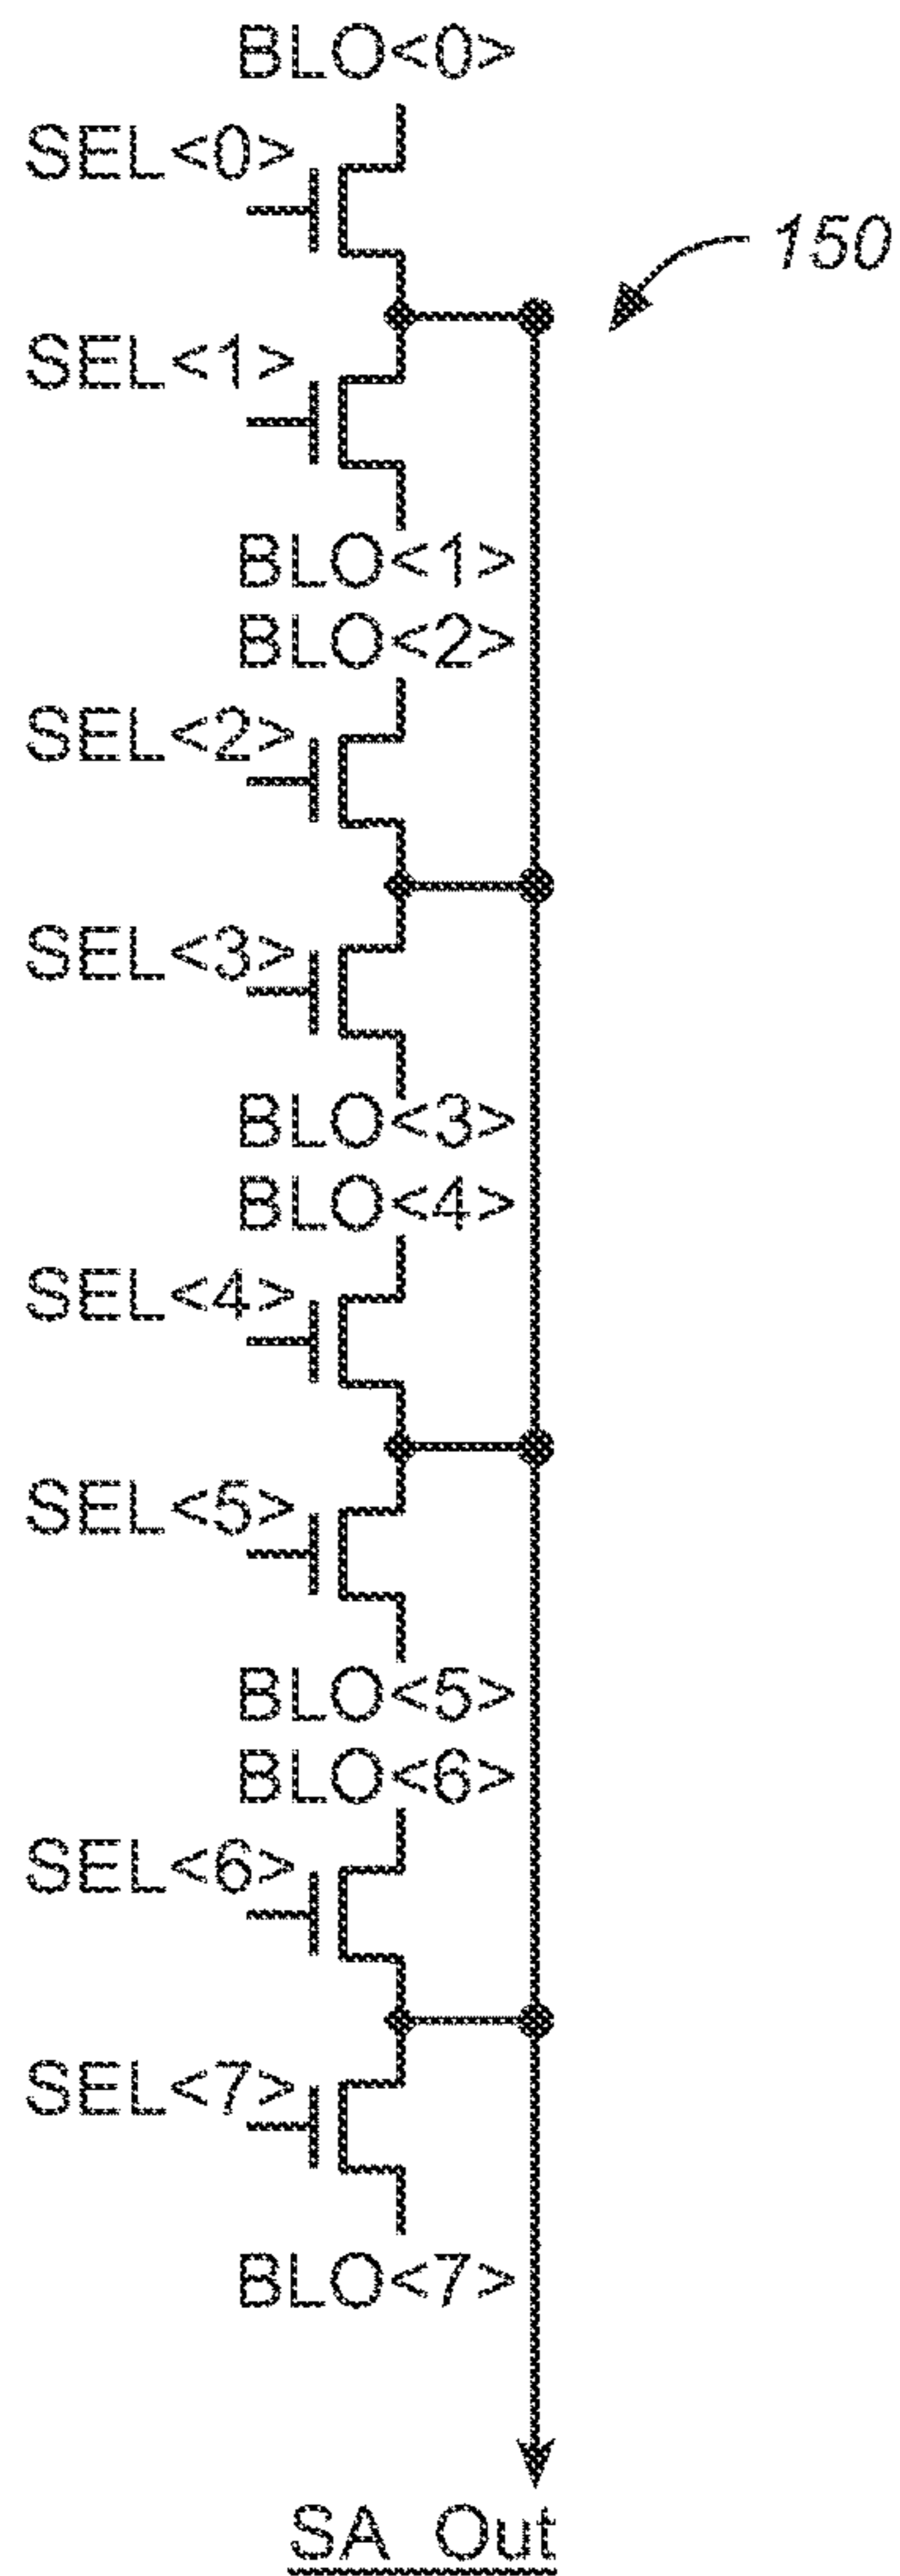 BLO<0>
SEL<0>
150
SEL<1>
BLO<1>
BLO<2>
SEL<2>
SEL<3>
BLO<3>
BLO<4>
SEL<4>
SEL<5>
BLO<5>
BLO<6>
SEL<6>
SEL<7>
BLO<7>
SA Out